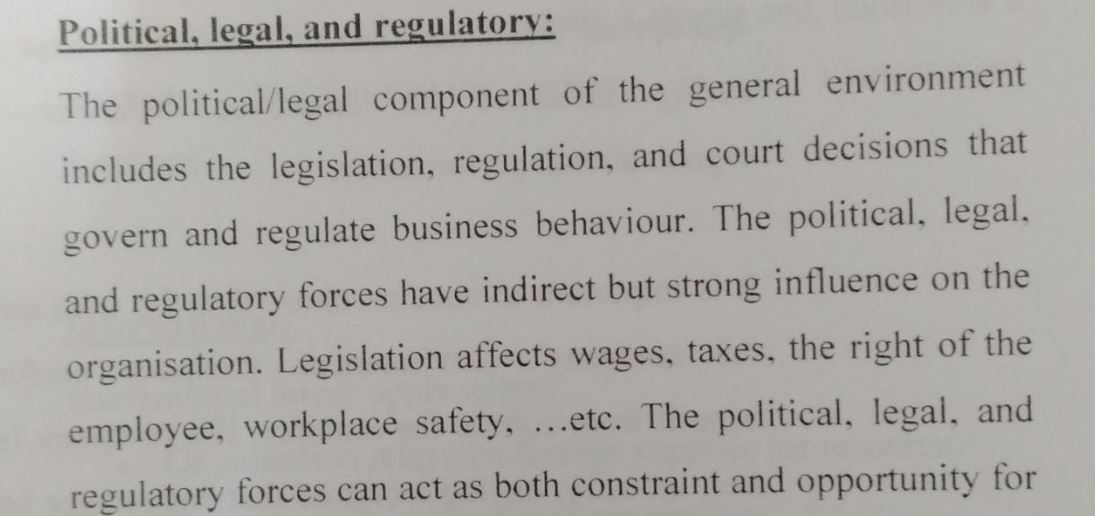 Political, legal, and regulatory:
The political/legal component of the general environment
includes the legislation, regulation, and court decisions that
govern and regulate business behaviour. The political, legal,
and regulatory forces have indirect but strong influence on the
organisation. Legislation affects wages, taxes, the right of the
employee, workplace safety, …etc. The political, legal, and
regulatory forces can act as both constraint and opportunity for